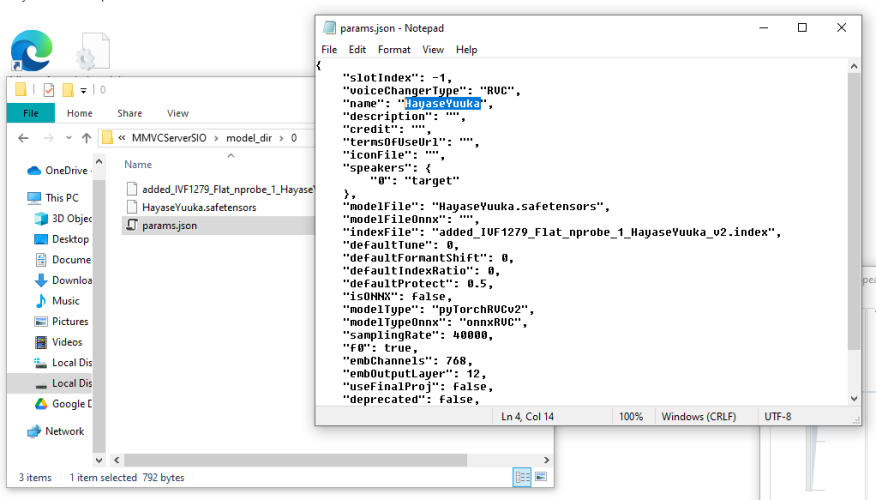 params.json - Notepad
File Edit Format View Help
{
"slotIndex": -1,
"voiceChangerType": "RVC",
"name": "HayaseYuuka",
"description": "",
"credit": "",
"termsOfUseUrl": "",
"iconFile": "",
"speakers": {
"0": "target"
},
"modelFile": "HayaseYuuka.safetensors",
"modelFileOnnx": "",
"indexFile": "added_IVF1279_Flat_nprobe_1_HayaseYuuka_v2.index",
"defaultTune": 0,
"defaultFormantShift": 0,
"defaultIndexRatio": 0,
"defaultProtect": 0.5,
"isONNX": false,
"modelType": "pyTorchRVCv2",
"modelTypeOnnx": "onnxRVC",
"samplingRate": 40000,
"f0": true,
"embChannels": 768,
"embOutputLayer": 12,
"useFinalProj": false,
"deprecated": false,
Ln 4, Col 14 100% Windows (CRLF) UTF-8
0
File Home Share View
« MMVCServerSIO > model_dir > 0
Name
added_IVF1279_Flat_nprobe_1_Hayase
HayaseYuuka.safetensors
params.json
OneDrive
This PC
3D Objec
Desktop
Docume
Downloa
Music
Pictures
Videos
Local Dis
Local Dis
Google D
Network
3 items 1 item selected 792 bytes